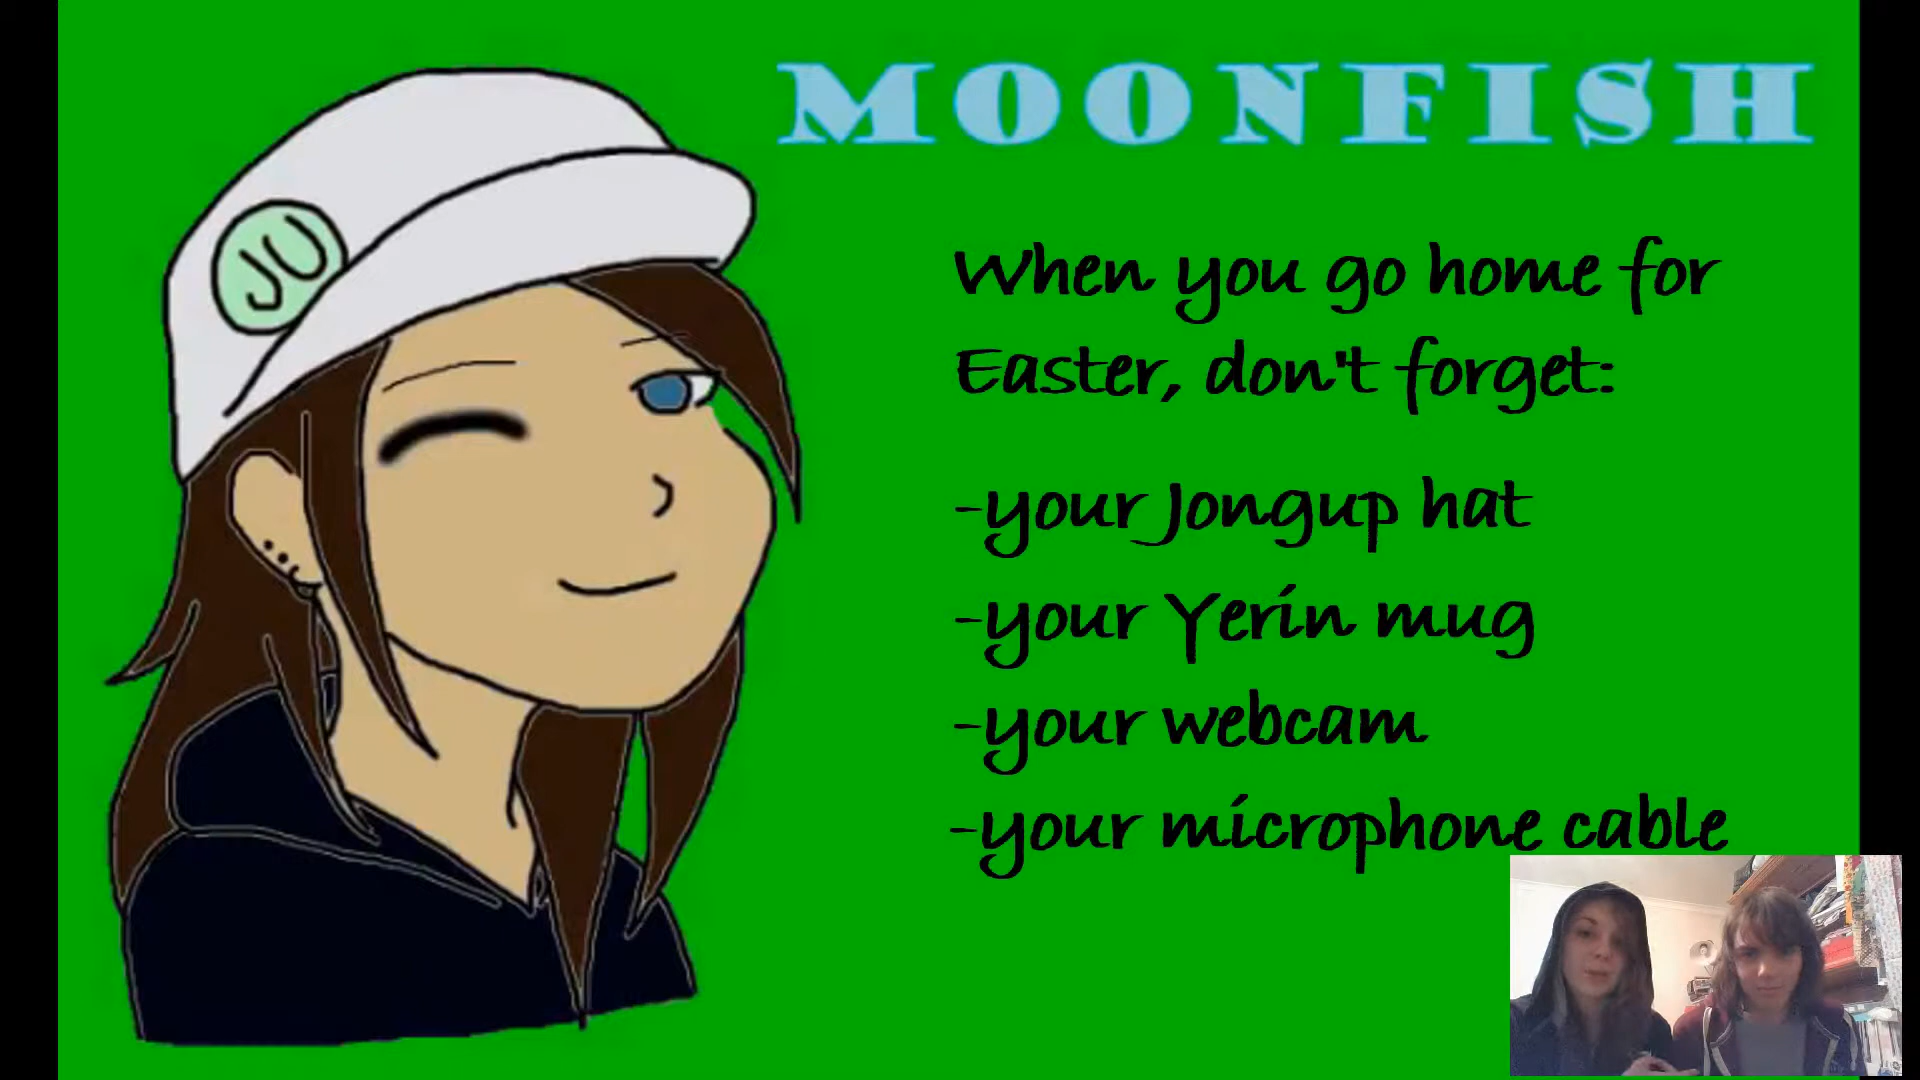 MOONFISH
JU
When you go home for
Easter, don't forget:
-your Jongup hat
-your Yerin mug
-your webcam
-your microphone cable